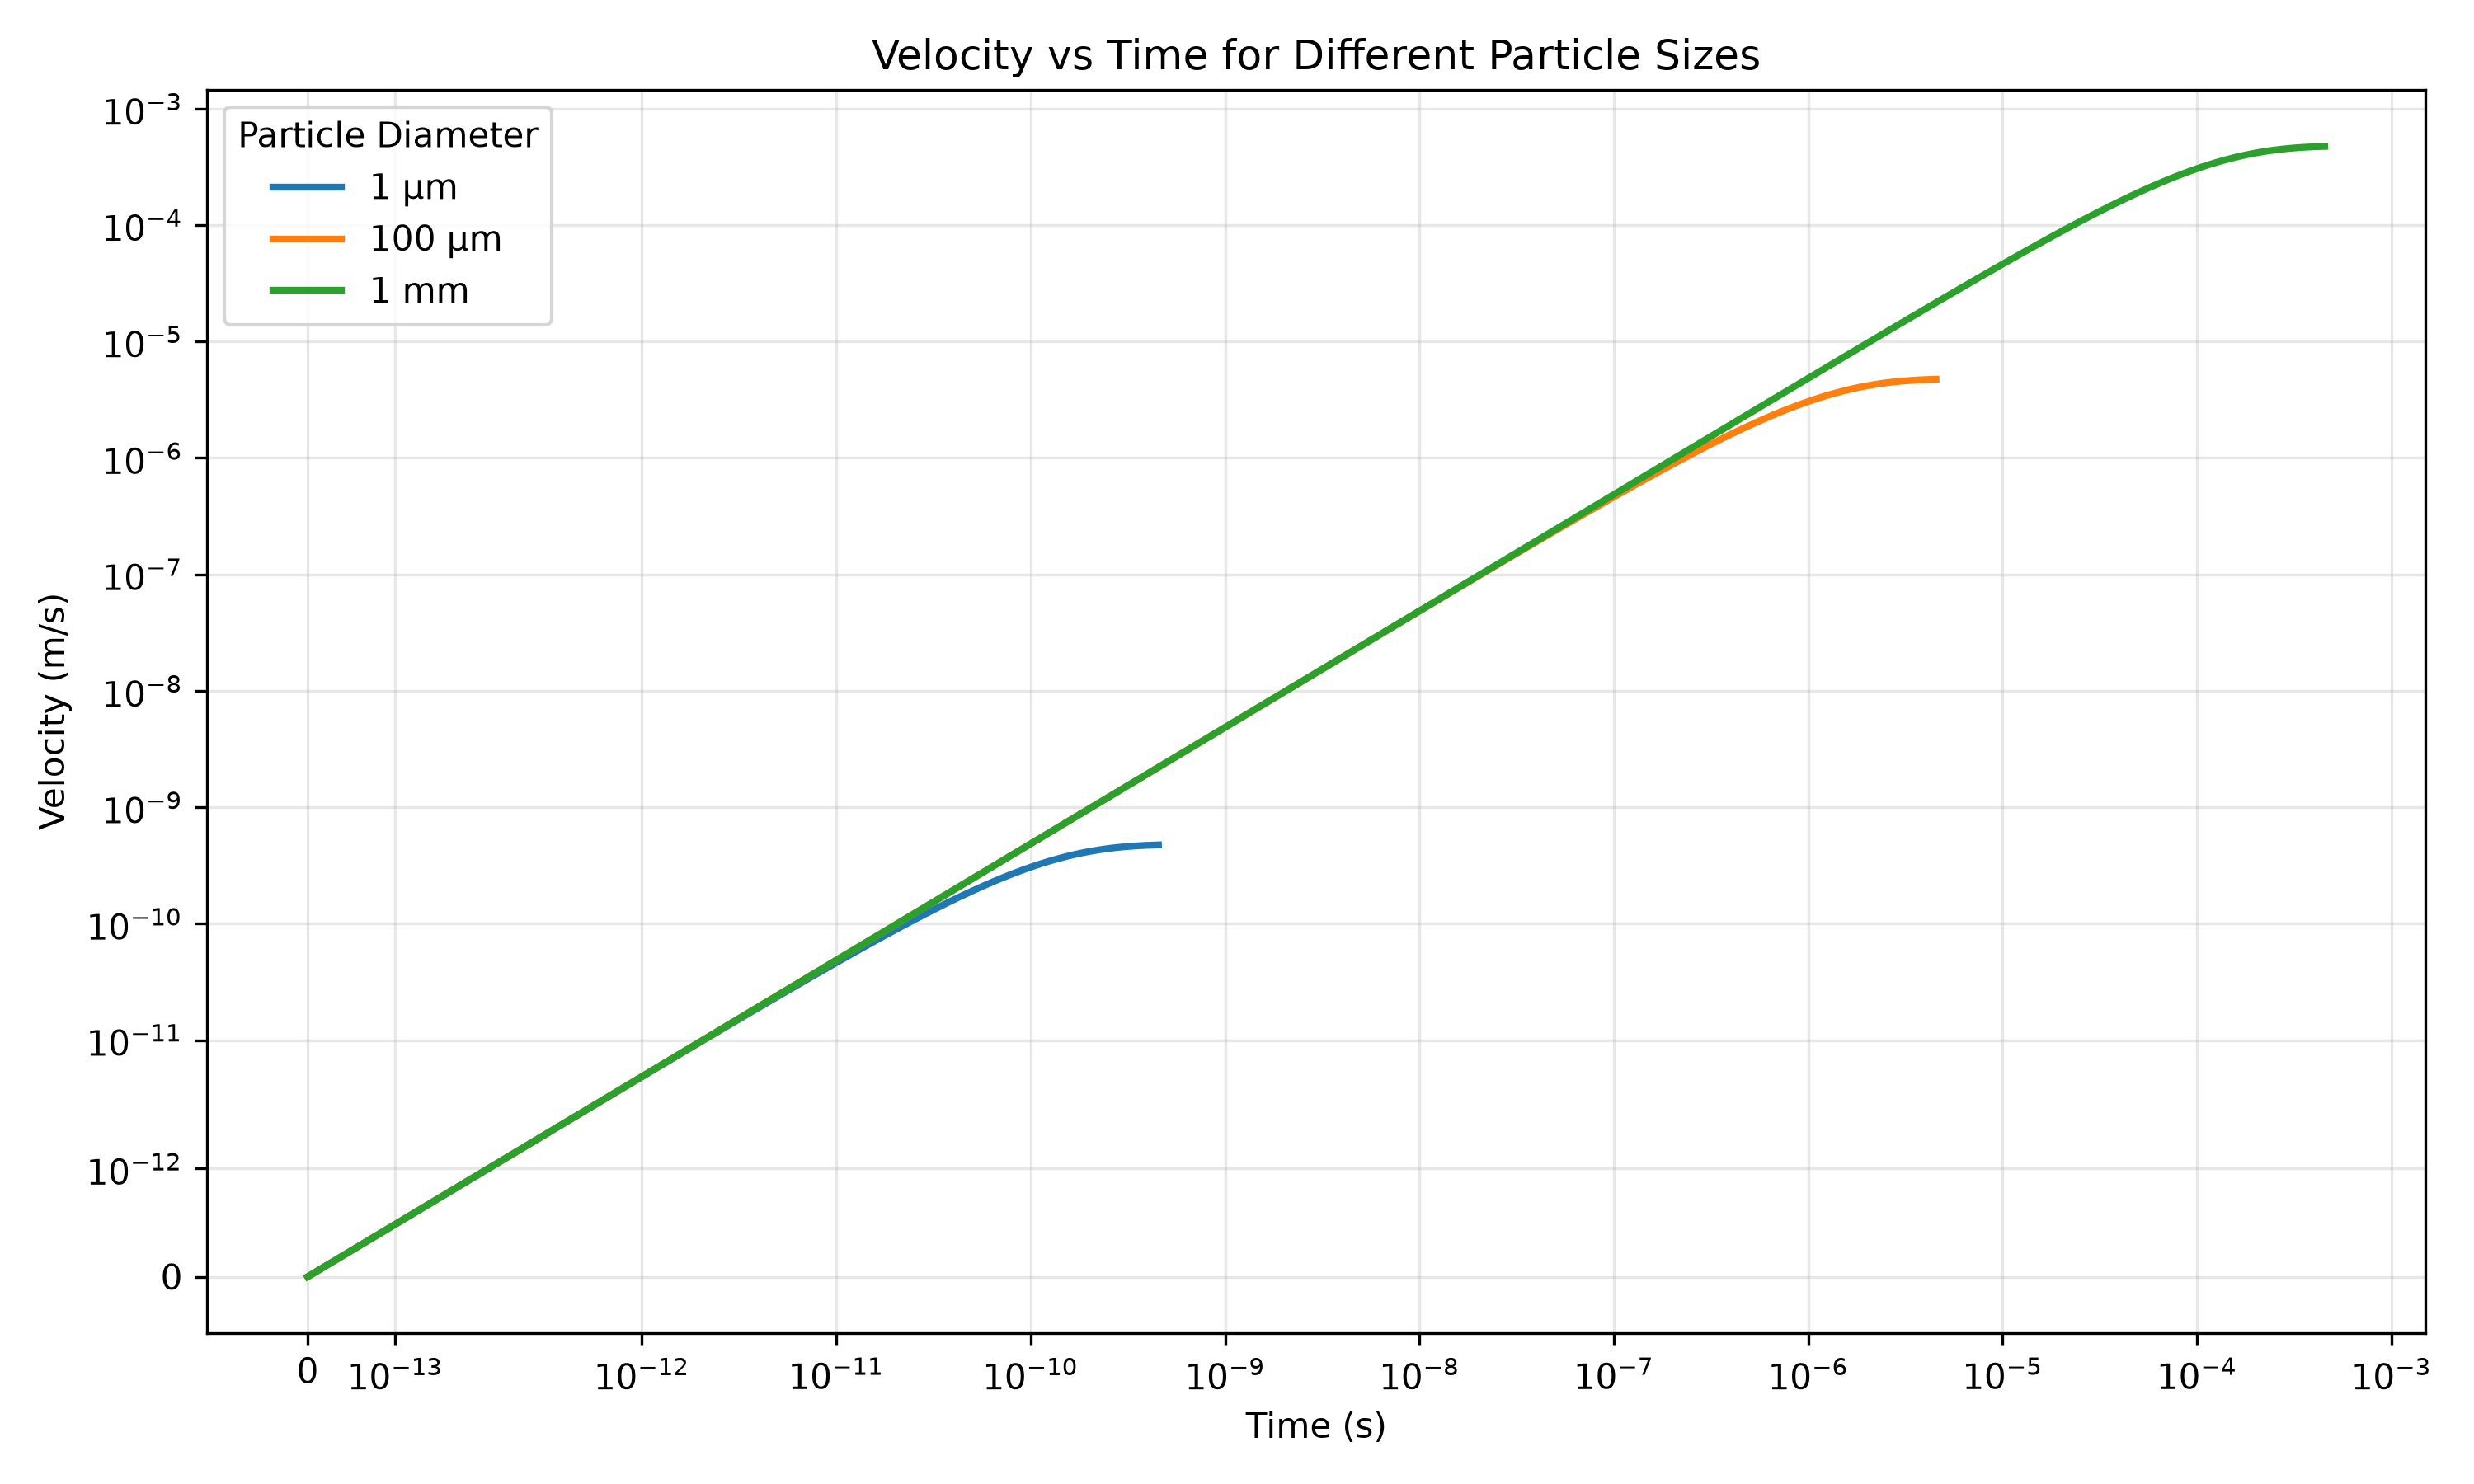 Velocity vs Time for Different Particle Sizes
Particle Diameter
1 µm
100 µm
1 mm
Velocity (m/s)
10⁻³
10⁻⁴
10⁻⁵
10⁻⁶
10⁻⁷
10⁻⁸
10⁻⁹
10⁻¹⁰
10⁻¹¹
10⁻¹²
0
0 10⁻¹³ 10⁻¹² 10⁻¹¹ 10⁻¹⁰ 10⁻⁹ 10⁻⁸ 10⁻⁷ 10⁻⁶ 10⁻⁵ 10⁻⁴ 10⁻³
Time (s)